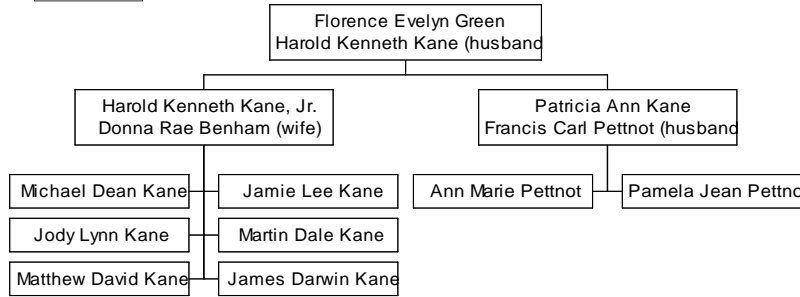 Florence Evelyn Green
Harold Kenneth Kane (husband
Harold Kenneth Kane, Jr.
Donna Rae Benham (wife)
Patricia Ann Kane
Francis Carl Pettnot (husband
Michael Dean Kane
Jamie Lee Kane
Ann Marie Pettnot
Pamela Jean Pettno
Jody Lynn Kane
Martin Dale Kane
Matthew David Kane
James Darwin Kane